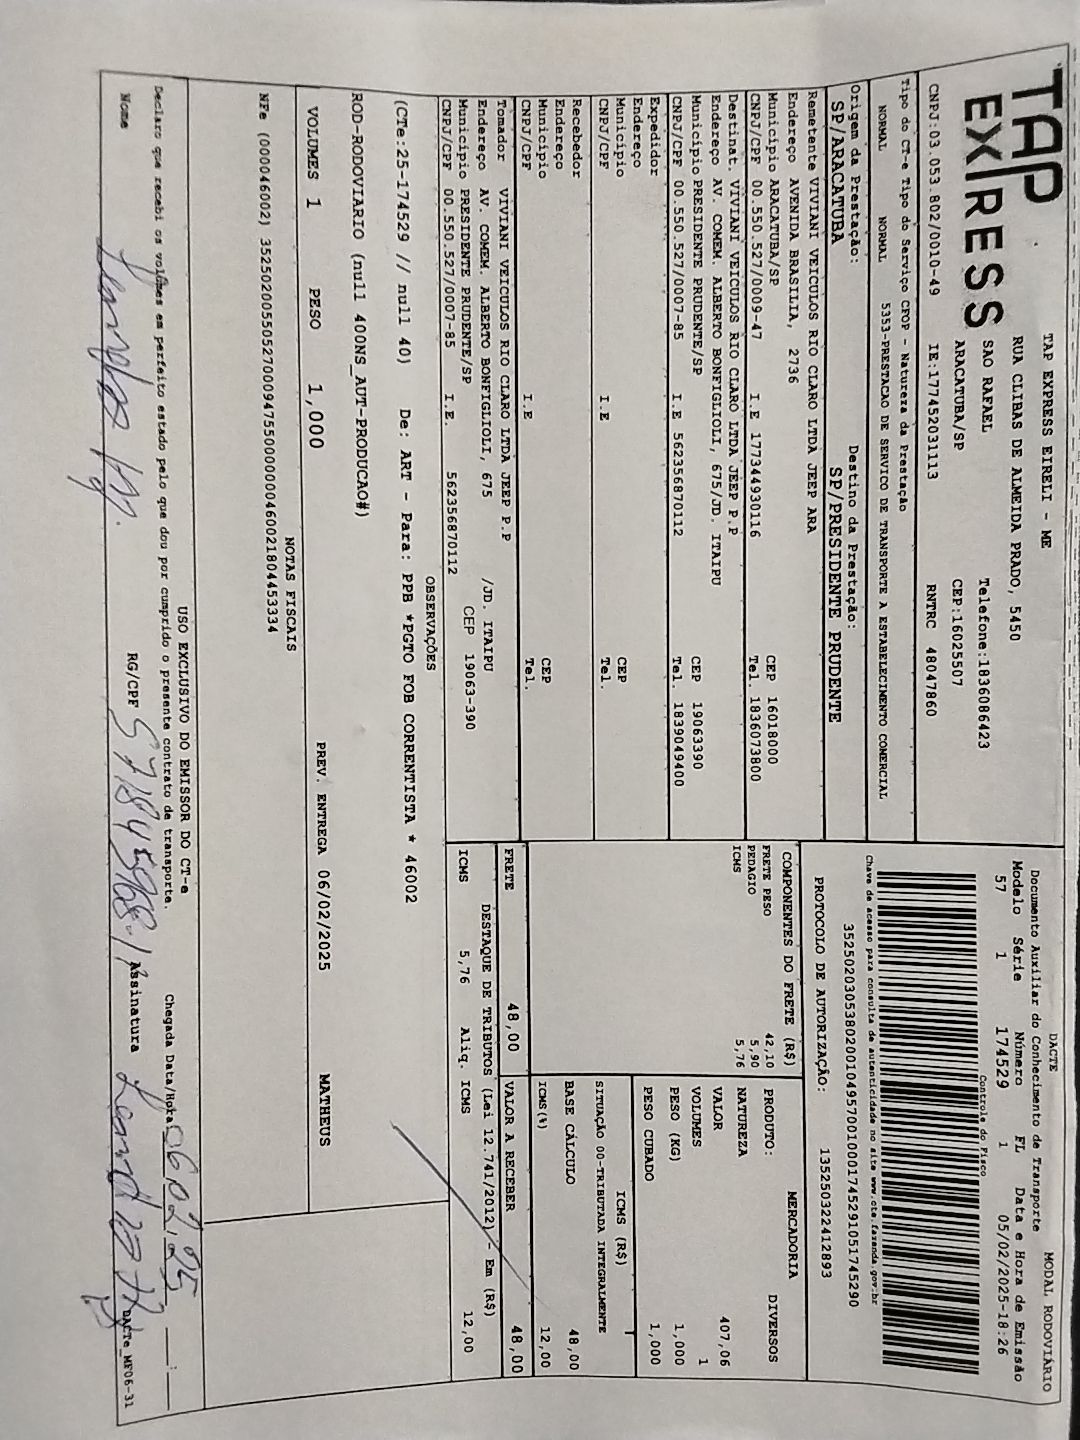 TAP
EXPRESS
TAP EXPRESS EIRELI - ME
RUA CLIBAS DE ALMEIDA PRADO, 5450
SAO RAFAEL Telefone:1836086423
ARACATUBA/SP CEP:16025507
CNPJ:03.053.802/0010-49 IE:177452031113 RNTRC 48047860
DACTE MODAL RODOVIÁRIO
Documento Auxiliar do Conhecimento de Transporte
Modelo Série Número FL Data e Hora de Emissão
57 1 174529 1 05/02/2025-18:26
Controle do Fisco
Chave de acesso para consulta de autenticidade no site www.cte.fazenda.gov.br
35250203053802001049570010001745291051745290
PROTOCOLO DE AUTORIZAÇÃO: 135250322412893
Tipo do CT-e Tipo do Serviço CFOP - Natureza da Prestação
NORMAL NORMAL 5353-PRESTACAO DE SERVICO DE TRANSPORTE A ESTABELECIMENTO COMERCIAL
Origem da Prestação: Destino da Prestação:
SP/ARACATUBA SP/PRESIDENTE PRUDENTE
Remetente VIVIANI VEICULOS RIO CLARO LTDA JEEP ARA
Endereço AVENIDA BRASILIA, 2736
Município ARACATUBA/SP CEP 16018000
CNPJ/CPF 00.550.527/0009-47 I.E 177344930116 Tel. 1836073800
Destinat. VIVIANI VEICULOS RIO CLARO LTDA JEEP P.P
Endereço AV. COMEM. ALBERTO BONFIGLIOLI, 675/JD. ITAIPU
Município PRESIDENTE PRUDENTE/SP CEP 19063390
CNPJ/CPF 00.550.527/0007-85 I.E 562356870112 Tel. 1839049400
Expedidor
Endereço
Município CEP
CNPJ/CPF I.E Tel.
Recebedor
Endereço
Município CEP
CNPJ/CPF I.E Tel.
Tomador VIVIANI VEICULOS RIO CLARO LTDA JEEP P.P
Endereço AV. COMEM. ALBERTO BONFIGLIOLI, 675 /JD. ITAIPU
Município PRESIDENTE PRUDENTE/SP CEP 19063-390
CNPJ/CPF 00.550.527/0007-85 I.E. 562356870112
COMPONENTES DO FRETE (R$)
FRETE PESO 42,10
PEDAGIO 5,90
ICMS 5,76
FRETE 48,00
PRODUTO: MERCADORIA
NATUREZA DIVERSOS
VALOR 407,06
VOLUMES 1
PESO (KG) 1,000
PESO CUBADO 1,000
ICMS (R$)
SITUAÇÃO 00-TRIBUTADA INTEGRALMENTE
BASE CÁLCULO 48,00
ICMS(%) 12,00
VALOR A RECEBER 48,00
DESTAQUE DE TRIBUTOS (Lei 12.741/2012) - Em (R$)
ICMS 5,76 Aliq. ICMS 12,00
OBSERVAÇÕES
(CTe:25-174529 // null 40) De: ART - Para: PPB *PGTO FOB CORRENTISTA * 46002
ROD-RODOVIARIO (null 400NS_AUT-PRODUCAO#)
VOLUMES 1 PESO 1,000 PREV. ENTREGA 06/02/2025 MATHEUS
NOTAS FISCAIS
NFe (000046002) 35250200550527000947550000000460021804453334
USO EXCLUSIVO DO EMISSOR DO CT-e
Declaro que recebi os volumes em perfeito estado pelo que dou por cumprido o presente contrato de transporte. Chegada Data/Hora 06 02 25 :
Nome RG/CPF Assinatura
DACTe_MF06-31